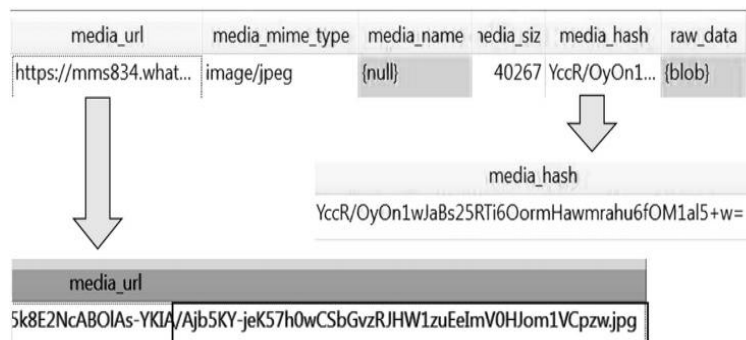 media_url media_mime_type media_name nedia_siz media_hash raw_data
https://mms834.what... image/jpeg {null} 40267 YccR/OyOn1... {blob}
media_hash
YccR/OyOn1wJaBs25RTi6OormHawmrahu6fOM1al5+w=
media_url
5k8E2NcABOlAs-YKIA/Ajb5KY-jeK57h0wCSbGvzRJHW1zuEeImV0HJom1VCpzw.jpg